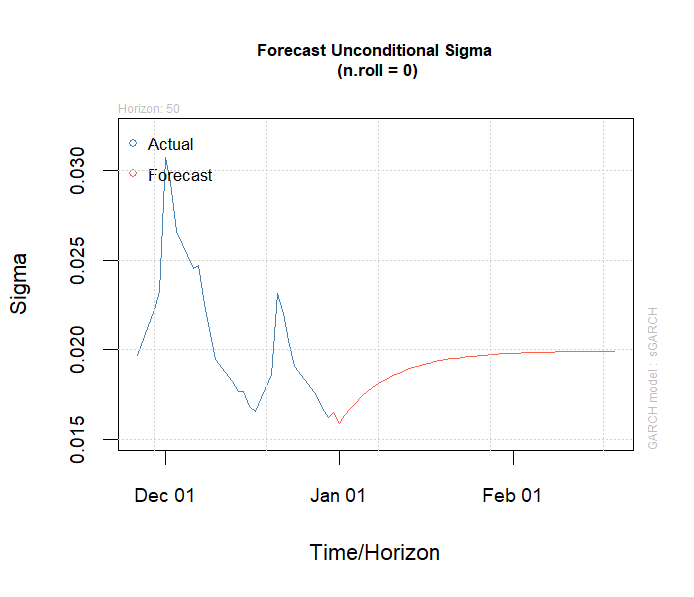 Forecast Unconditional Sigma
(n.roll = 0)
Horizon: 50
Actual
Forecast
0.030
0.025
0.020
0.015
Sigma
GARCH model : sGARCH
Dec 01
Jan 01
Feb 01
Time/Horizon